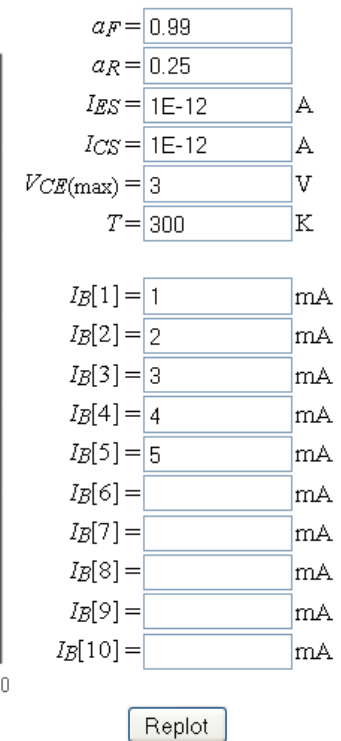 aF = 0.99
aR = 0.25
IES = 1E-12 A
ICS = 1E-12 A
VCE(max) = 3 V
T = 300 K
IB[1] = 1 mA
IB[2] = 2 mA
IB[3] = 3 mA
IB[4] = 4 mA
IB[5] = 5 mA
IB[6] = mA
IB[7] = mA
IB[8] = mA
IB[9] = mA
IB[10] = mA
0
Replot